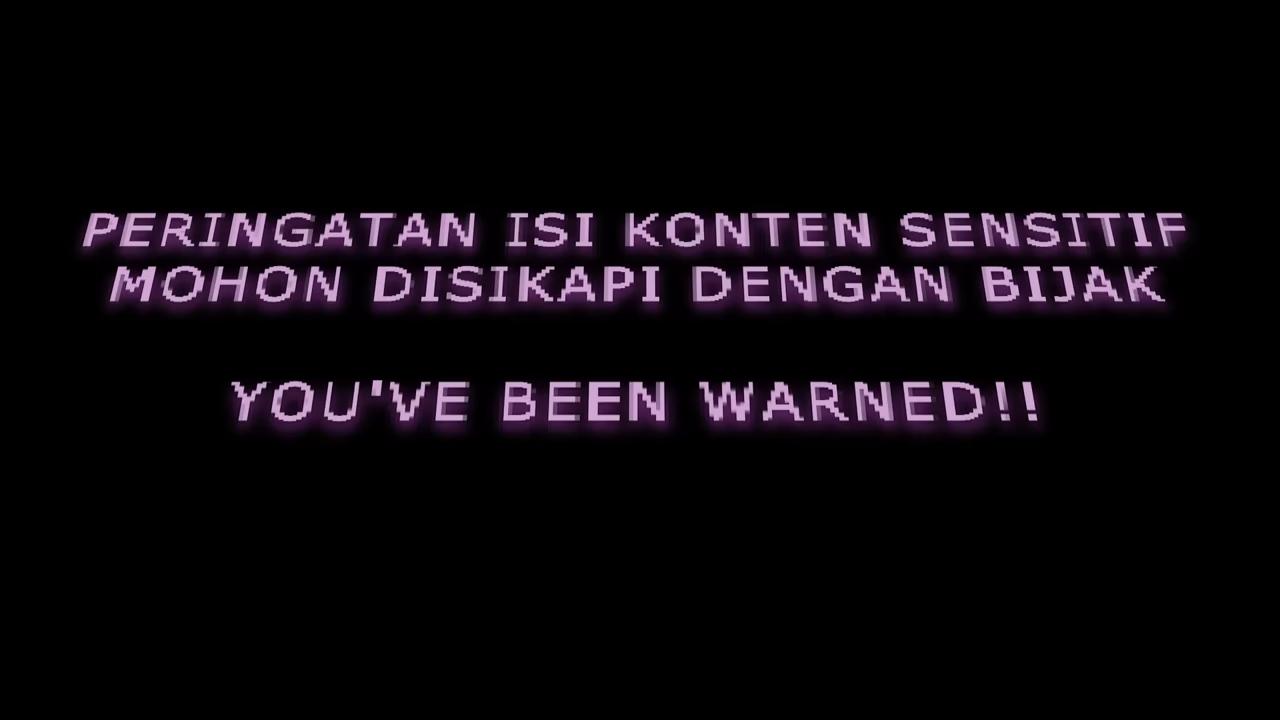 PERINGATAN ISI KONTEN SENSITIF
MOHON DISIKAPI DENGAN BIJAK
YOU'VE BEEN WARNED!!